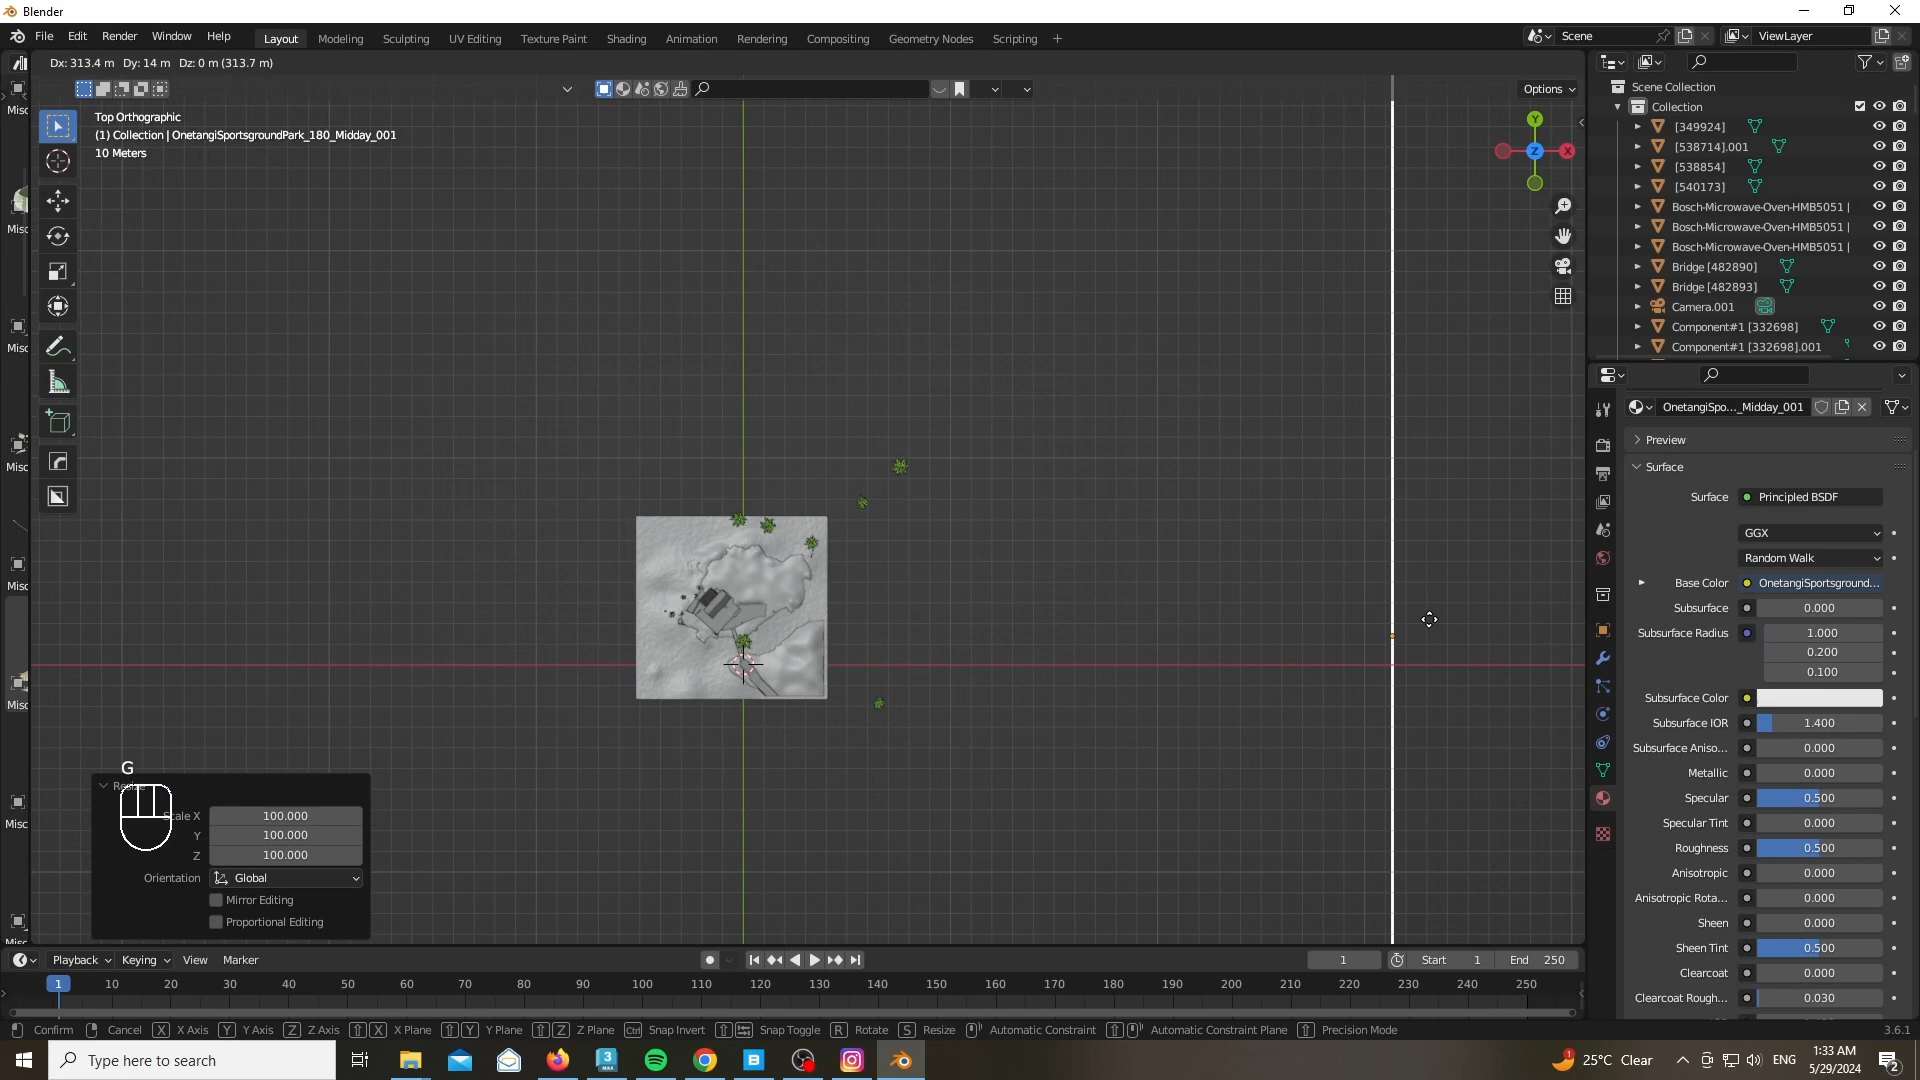 Blender
File Edit Render Window Help
Layout Modeling Sculpting UV Editing Texture Paint Shading Animation Rendering Compositing Geometry Nodes Scripting +
Scene
ViewLayer
Dx: 313.4 m Dy: 14 m Dz: 0 m (313.7 m)
Options
Top Orthographic
(1) Collection | OnetangiSportsgroundPark_180_Midday_001
10 Meters
Y
Z
X
Misc
Misc
Misc
Misc
Misc
Misc
Misc
Misc
Scene Collection
Collection
[349924]
[538714].001
[538854]
[540173]
Bosch-Microwave-Oven-HMB5051 |
Bosch-Microwave-Oven-HMB5051 |
Bosch-Microwave-Oven-HMB5051 |
Bridge [482890]
Bridge [482893]
Camera.001
Component#1 [332698]
Component#1 [332698].001
OnetangiSpo..._Midday_001
Preview
Surface
Surface Principled BSDF
GGX
Random Walk
Base Color OnetangiSportsground...
Subsurface 0.000
Subsurface Radius 1.000
0.200
0.100
Subsurface Color
Subsurface IOR 1.400
Subsurface Aniso... 0.000
Metallic 0.000
Specular 0.500
Specular Tint 0.000
Roughness 0.500
Anisotropic 0.000
Anisotropic Rota... 0.000
Sheen 0.000
Sheen Tint 0.500
Clearcoat 0.000
Clearcoat Rough... 0.030
G
Scale X 100.000
Y 100.000
Z 100.000
Orientation Global
Mirror Editing
Proportional Editing
Playback Keying View Marker
1 Start 1 End 250
1 10 20 30 40 50 60 70 80 90 100 110 120 130 140 150 160 170 180 190 200 210 220 230 240 250
Confirm Cancel X X Axis Y Y Axis Z Z Axis X X Plane Y Y Plane Z Z Plane Ctrl Snap Invert Snap Toggle R Rotate S Resize Automatic Constraint Automatic Constraint Plane Precision Mode
3.6.1
Type here to search
3
MAX
B
25°C Clear
ENG
1:33 AM
5/29/2024
2